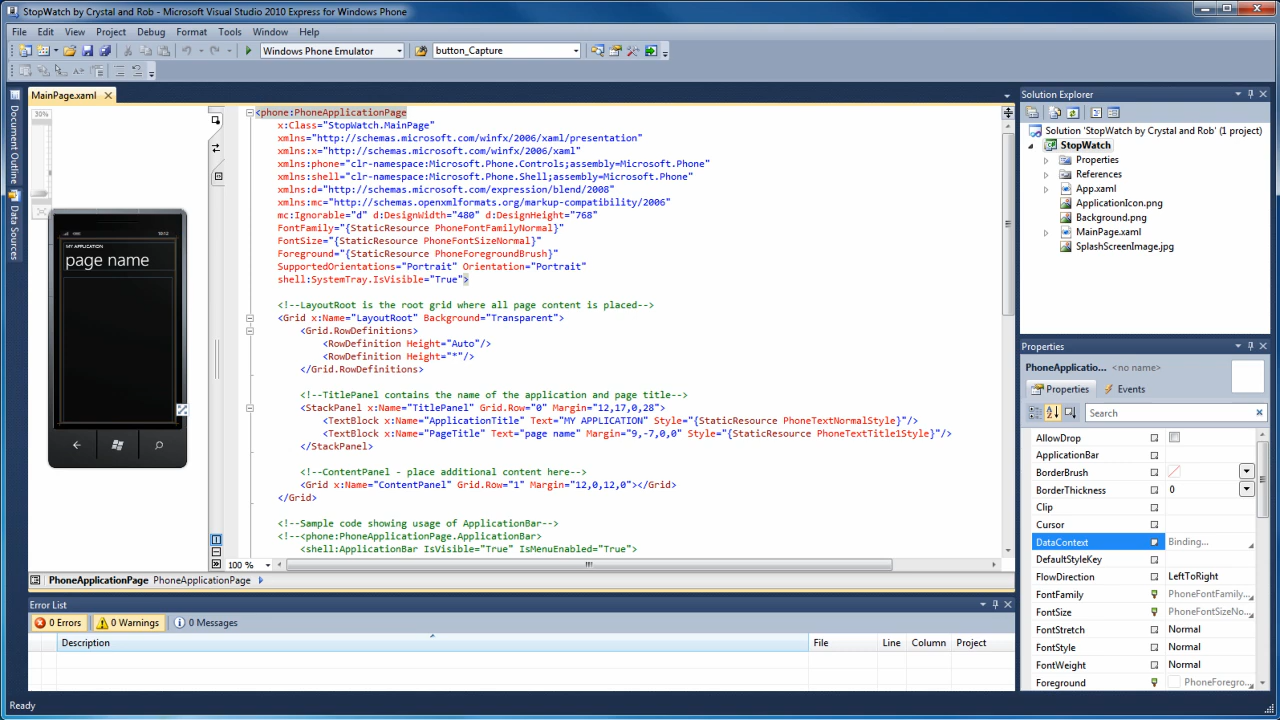 StopWatch by Crystal and Rob - Microsoft Visual Studio 2010 Express for Windows Phone
File Edit View Project Debug Format Tools Window Help
Windows Phone Emulator button_Capture
MainPage.xaml
Document Outline
Data Sources
30%
10:12
MY APPLICATION
page name
<phone:PhoneApplicationPage
x:Class="StopWatch.MainPage"
xmlns="http://schemas.microsoft.com/winfx/2006/xaml/presentation"
xmlns:x="http://schemas.microsoft.com/winfx/2006/xaml"
xmlns:phone="clr-namespace:Microsoft.Phone.Controls;assembly=Microsoft.Phone"
xmlns:shell="clr-namespace:Microsoft.Phone.Shell;assembly=Microsoft.Phone"
xmlns:d="http://schemas.microsoft.com/expression/blend/2008"
xmlns:mc="http://schemas.openxmlformats.org/markup-compatibility/2006"
mc:Ignorable="d" d:DesignWidth="480" d:DesignHeight="768"
FontFamily="{StaticResource PhoneFontFamilyNormal}"
FontSize="{StaticResource PhoneFontSizeNormal}"
Foreground="{StaticResource PhoneForegroundBrush}"
SupportedOrientations="Portrait" Orientation="Portrait"
shell:SystemTray.IsVisible="True">
<!--LayoutRoot is the root grid where all page content is placed-->
<Grid x:Name="LayoutRoot" Background="Transparent">
<Grid.RowDefinitions>
<RowDefinition Height="Auto"/>
<RowDefinition Height="*"/>
</Grid.RowDefinitions>
<!--TitlePanel contains the name of the application and page title-->
<StackPanel x:Name="TitlePanel" Grid.Row="0" Margin="12,17,0,28">
<TextBlock x:Name="ApplicationTitle" Text="MY APPLICATION" Style="{StaticResource PhoneTextNormalStyle}"/>
<TextBlock x:Name="PageTitle" Text="page name" Margin="9,-7,0,0" Style="{StaticResource PhoneTextTitle1Style}"/>
</StackPanel>
<!--ContentPanel - place additional content here-->
<Grid x:Name="ContentPanel" Grid.Row="1" Margin="12,0,12,0"></Grid>
</Grid>
<!--Sample code showing usage of ApplicationBar-->
<!--<phone:PhoneApplicationPage.ApplicationBar>
<shell:ApplicationBar IsVisible="True" IsMenuEnabled="True">
100 %
PhoneApplicationPage PhoneApplicationPage
Error List
0 Errors 0 Warnings 0 Messages
Description File Line Column Project
Ready
Solution Explorer
Solution 'StopWatch by Crystal and Rob' (1 project)
StopWatch
Properties
References
App.xaml
ApplicationIcon.png
Background.png
MainPage.xaml
SplashScreenImage.jpg
Properties
PhoneApplicatio... <no name>
Properties Events
Search
AllowDrop
ApplicationBar
BorderBrush
BorderThickness 0
Clip
Cursor
DataContext Binding...
DefaultStyleKey
FlowDirection LeftToRight
FontFamily PhoneFontFamily...
FontSize PhoneFontSizeNo...
FontStretch Normal
FontStyle Normal
FontWeight Normal
Foreground PhoneForegro...